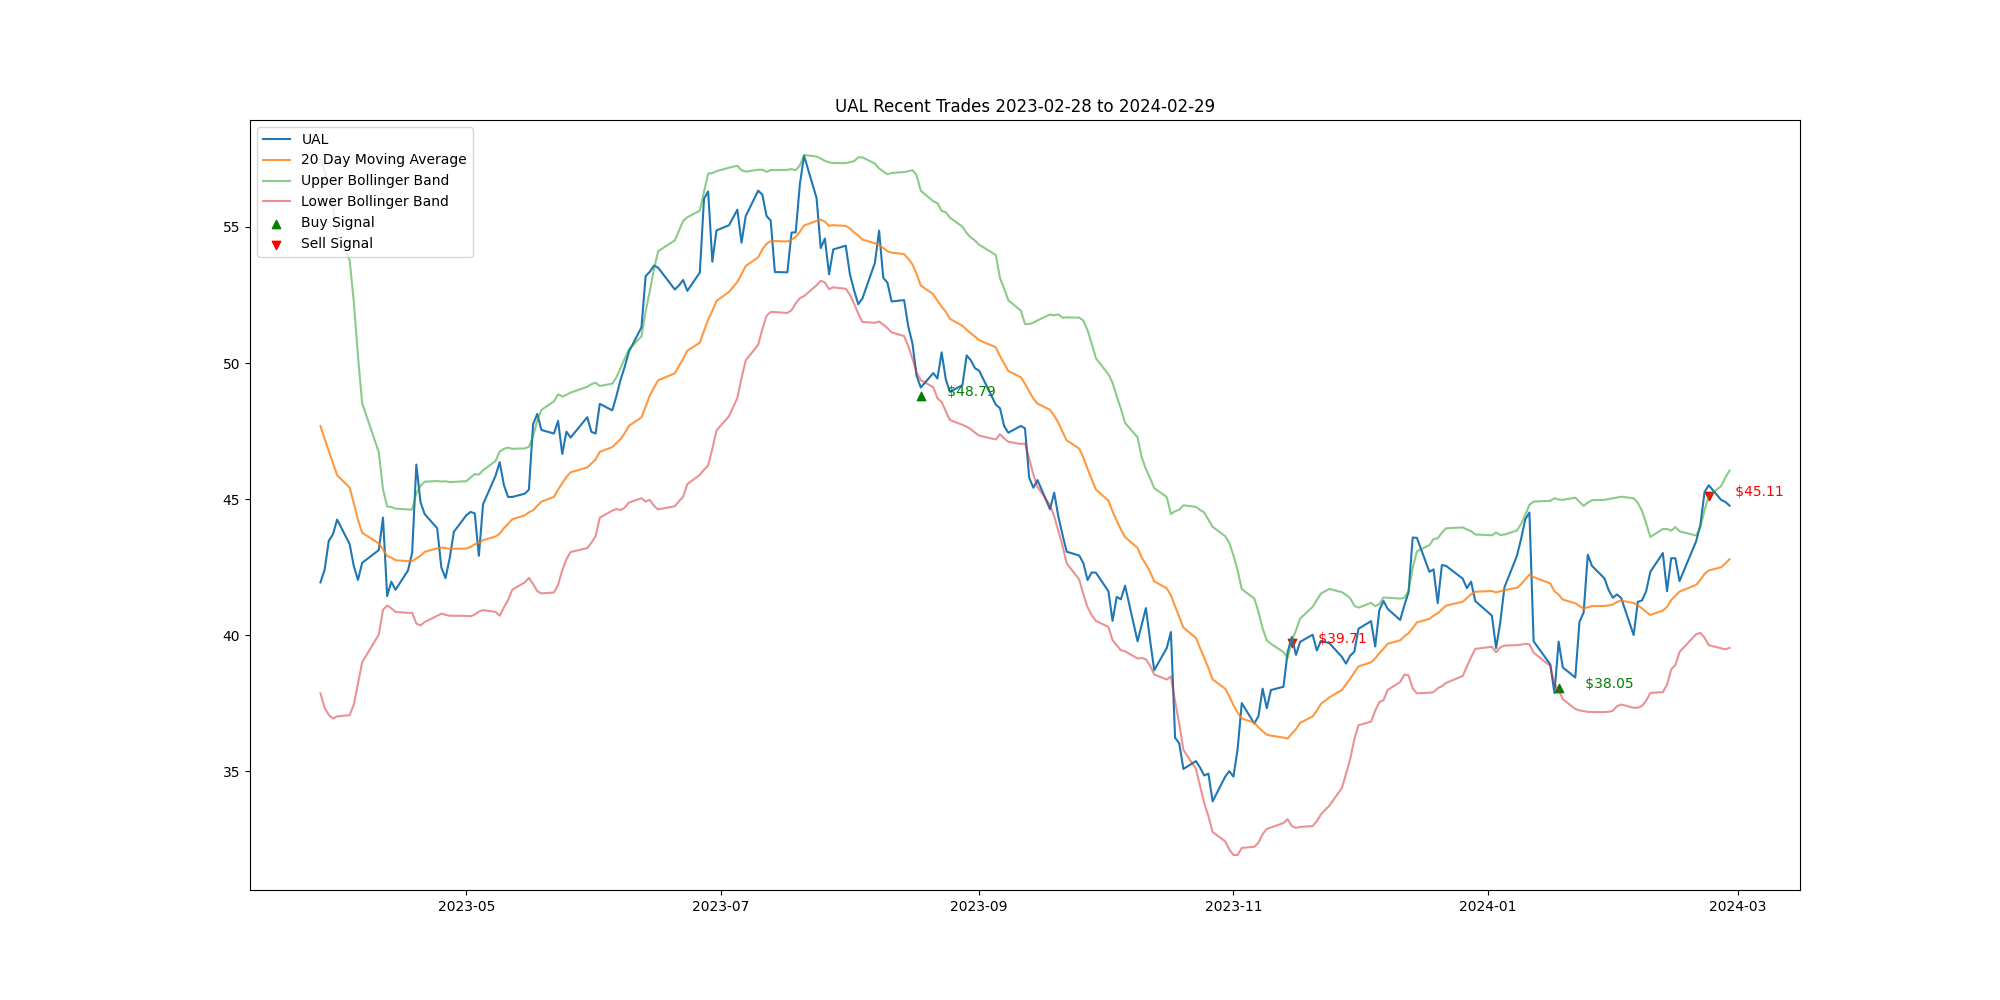 UAL Recent Trades 2023-02-28 to 2024-02-29
UAL
20 Day Moving Average
Upper Bollinger Band
Lower Bollinger Band
Buy Signal
Sell Signal
55
50
45
40
35
$48.79
$39.71
$38.05
$45.11
2023-05
2023-07
2023-09
2023-11
2024-01
2024-03